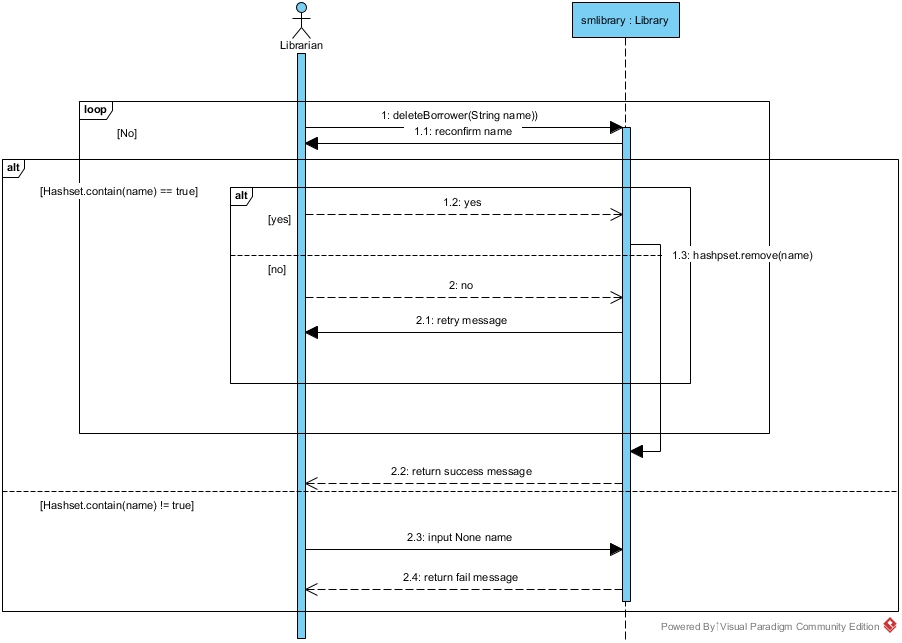 Librarian
smlibrary : Library
loop
1: deleteBorrower(String name))
[No]
1.1: reconfirm name
alt
[Hashset.contain(name) == true]
alt
1.2: yes
[yes]
1.3: hashpset.remove(name)
[no]
2: no
2.1: retry message
2.2: return success message
[Hashset.contain(name) != true]
2.3: input None name
2.4: return fail message
Powered By Visual Paradigm Community Edition